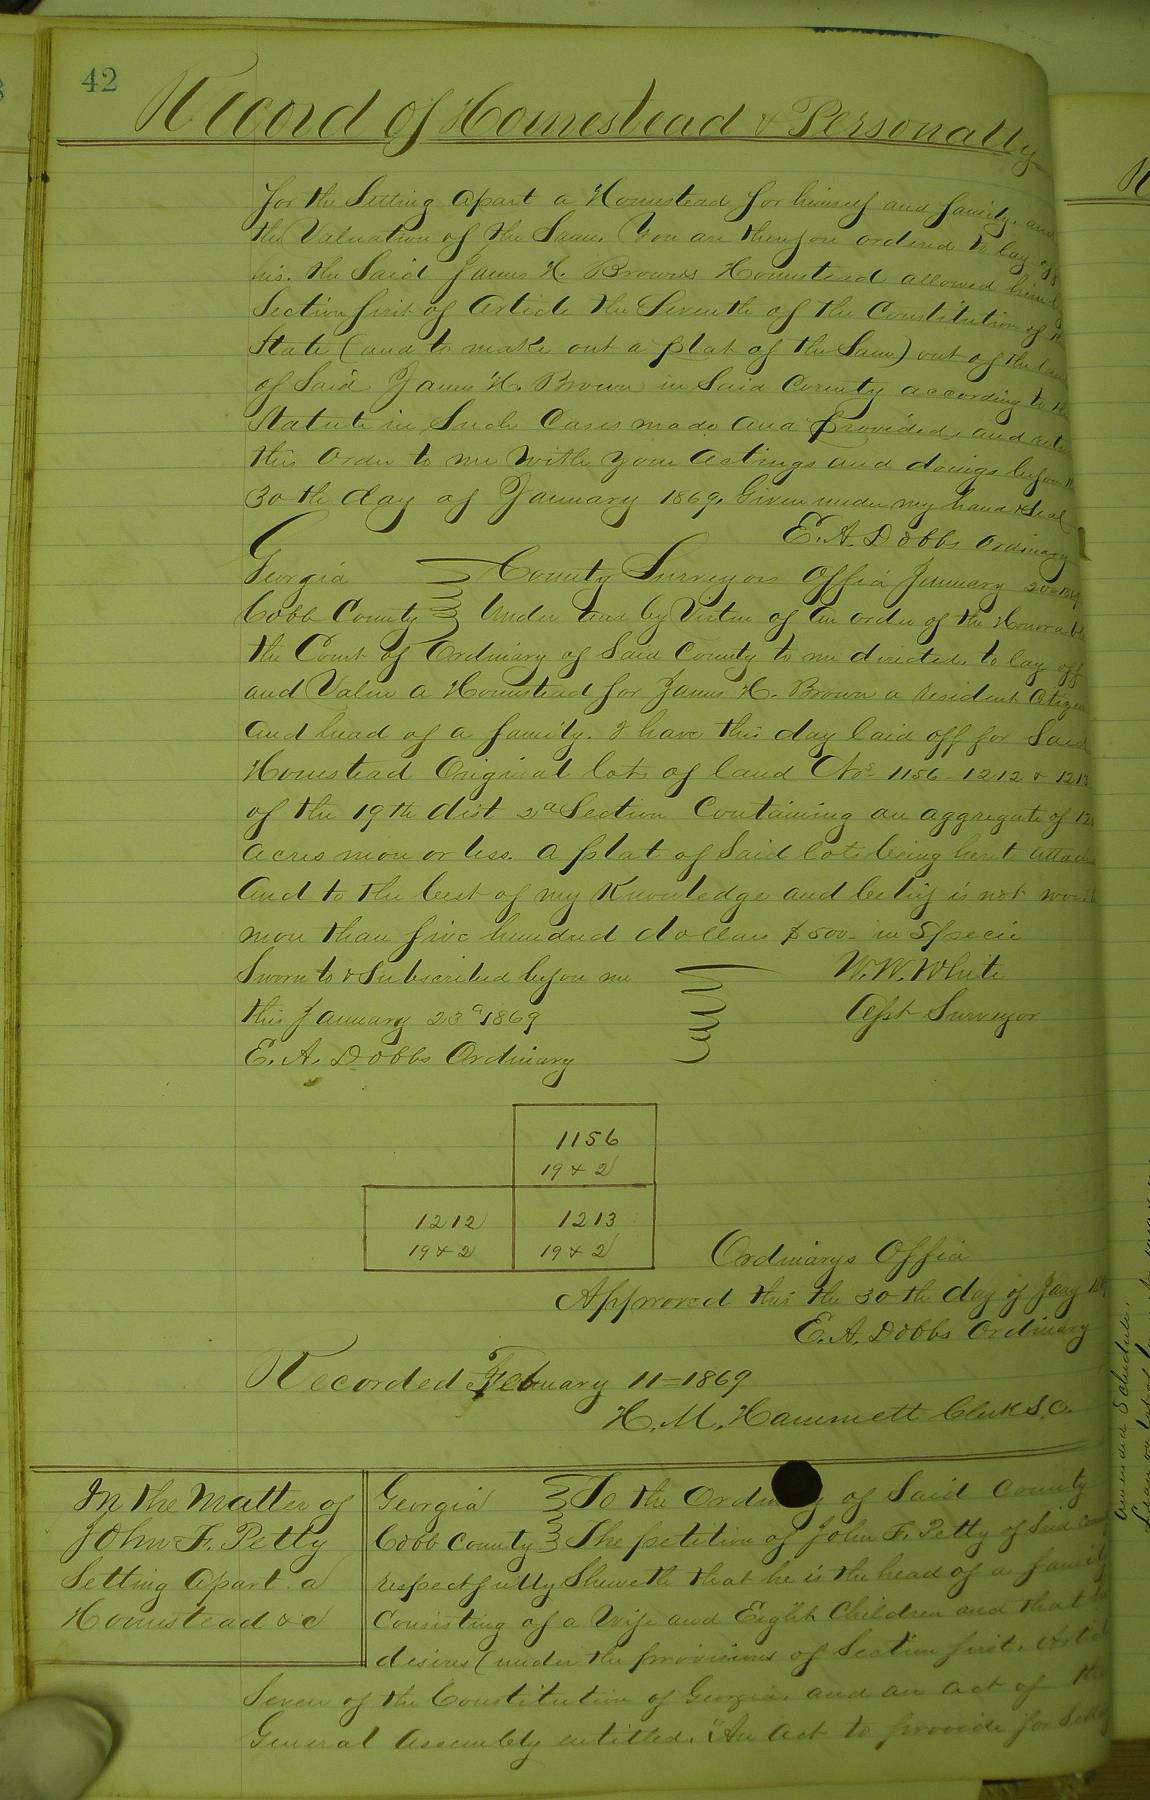 42
Record of Homestead & Personalty
for the Setting apart a Homestead for himself and family. and
the Valuation of the Same. You are therefore ordered to lay off
his. the Said James H. Browns Homestead allowed him
Section first of Article the Seventh of the Constitution of
State (and to make out a plat of the Same) out of the
of Said James H. Brown in Said County according to the
Statute in Such Cases made and provided, and
this order to me with your actings and doings before
30th day of January 1869. Given under my hand & Seal
E. A. Dobbs Ordinary
Georgia County Surveyors Office January 20 1869
Cobb County Under and by Virtue of an order of the Honorable
the Court of Ordinary of Said County to me directed, to lay off
and Value a Homestead for James H. Brown a resident Citizen
and head of a family. I have this day laid off for Said
Homestead Original lots of land Nos. 1156 - 1212 & 1213
of the 19th dist 2d Section Containing an aggregate of
acres more or less. a plat of Said lots being hereto attached
and to the best of my Knowledge and belief is not worth
more than five hundred dollars $500- in Specie
Sworn to & Subscribed before me W. W. White
this January 23d 1869 Apt Surveyor
E. A. Dobbs Ordinary
1156
19 & 2
1212 1213
19 & 2 19 & 2
Ordinarys Office
Approved this the 30th day of Jany
E. A. Dobbs Ordinary
Recorded February 11-1869
H. M. Hammett Clerk S.C.
In the Matter of
John F. Petty
Setting apart a
Homestead &c
Georgia To the Ordinary of Said County
Cobb County The petition of John F. Petty of Said
respectfully Sheweth that he is the head of a family
Consisting of a Wife and Eight Children and that he
desires (under the provisions of Section first. Article
Seven of the Constitution of Georgia. and an act of the
General Assembly entitled. "An act to provide for
amended Schedule.